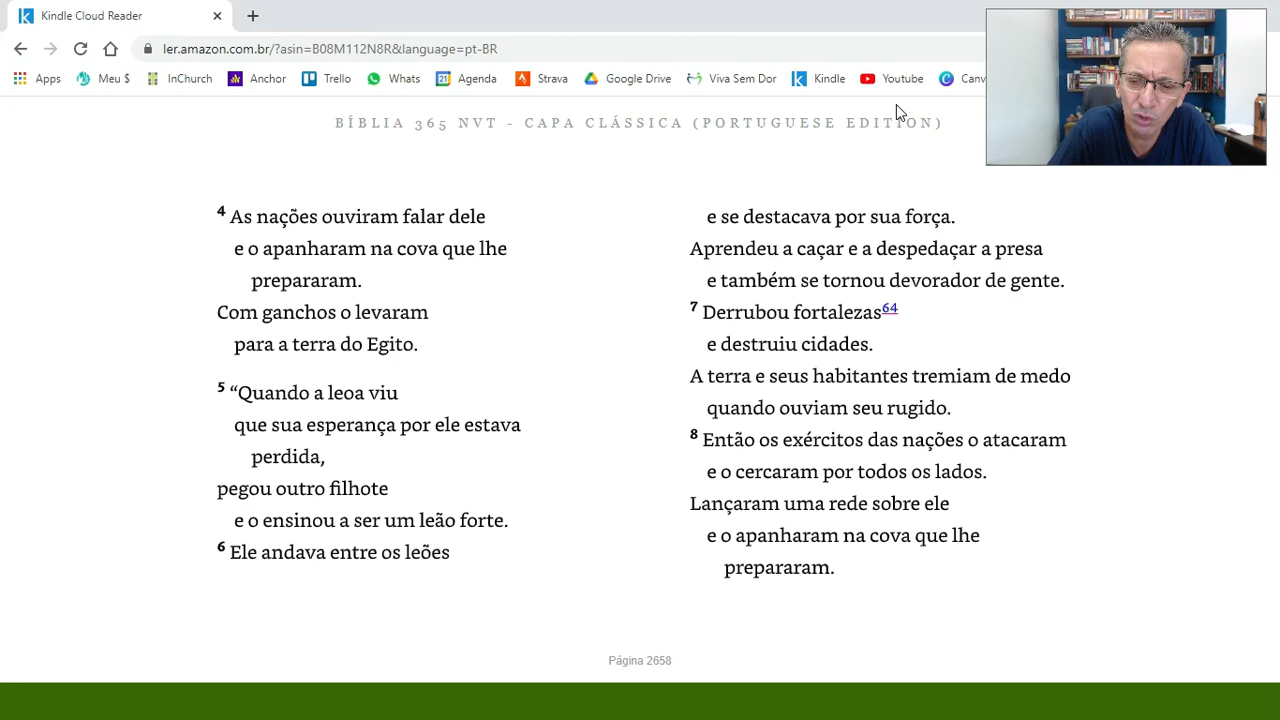 Kindle Cloud Reader
ler.amazon.com.br/?asin=B08M112N8R&language=pt-BR
Apps Meu $ InChurch Anchor Trello Whats Agenda Strava Google Drive Viva Sem Dor Kindle Youtube Canv
BÍBLIA 365 NVT - CAPA CLÁSSICA (PORTUGUESE EDITION)
4 As nações ouviram falar dele
e o apanharam na cova que lhe
prepararam.
Com ganchos o levaram
para a terra do Egito.
5 “Quando a leoa viu
que sua esperança por ele estava
perdida,
pegou outro filhote
e o ensinou a ser um leão forte.
6 Ele andava entre os leões
e se destacava por sua força.
Aprendeu a caçar e a despedaçar a presa
e também se tornou devorador de gente.
7 Derrubou fortalezas64
e destruiu cidades.
A terra e seus habitantes tremiam de medo
quando ouviam seu rugido.
8 Então os exércitos das nações o atacaram
e o cercaram por todos os lados.
Lançaram uma rede sobre ele
e o apanharam na cova que lhe
prepararam.
Página 2658